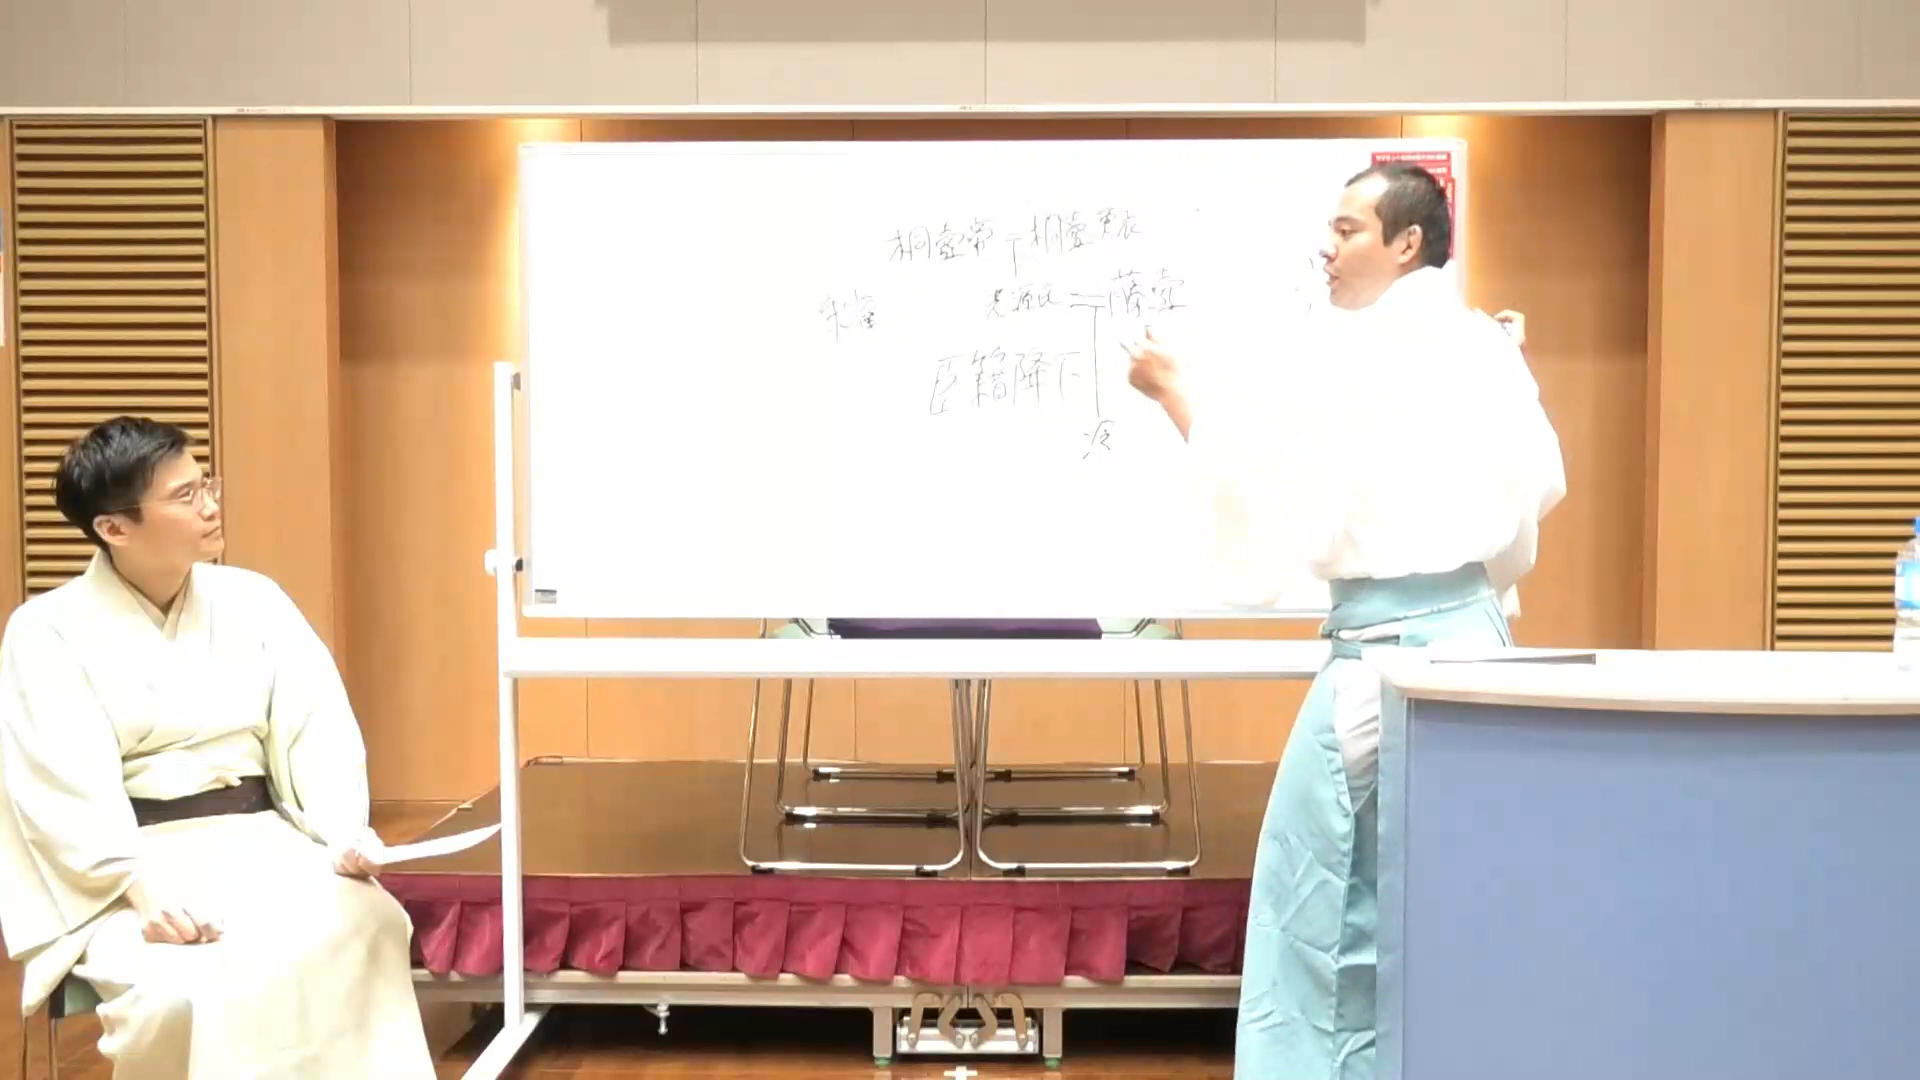 桐壺帝 桐壺更衣
朱雀 光源氏 藤壺
臣籍降下
冷